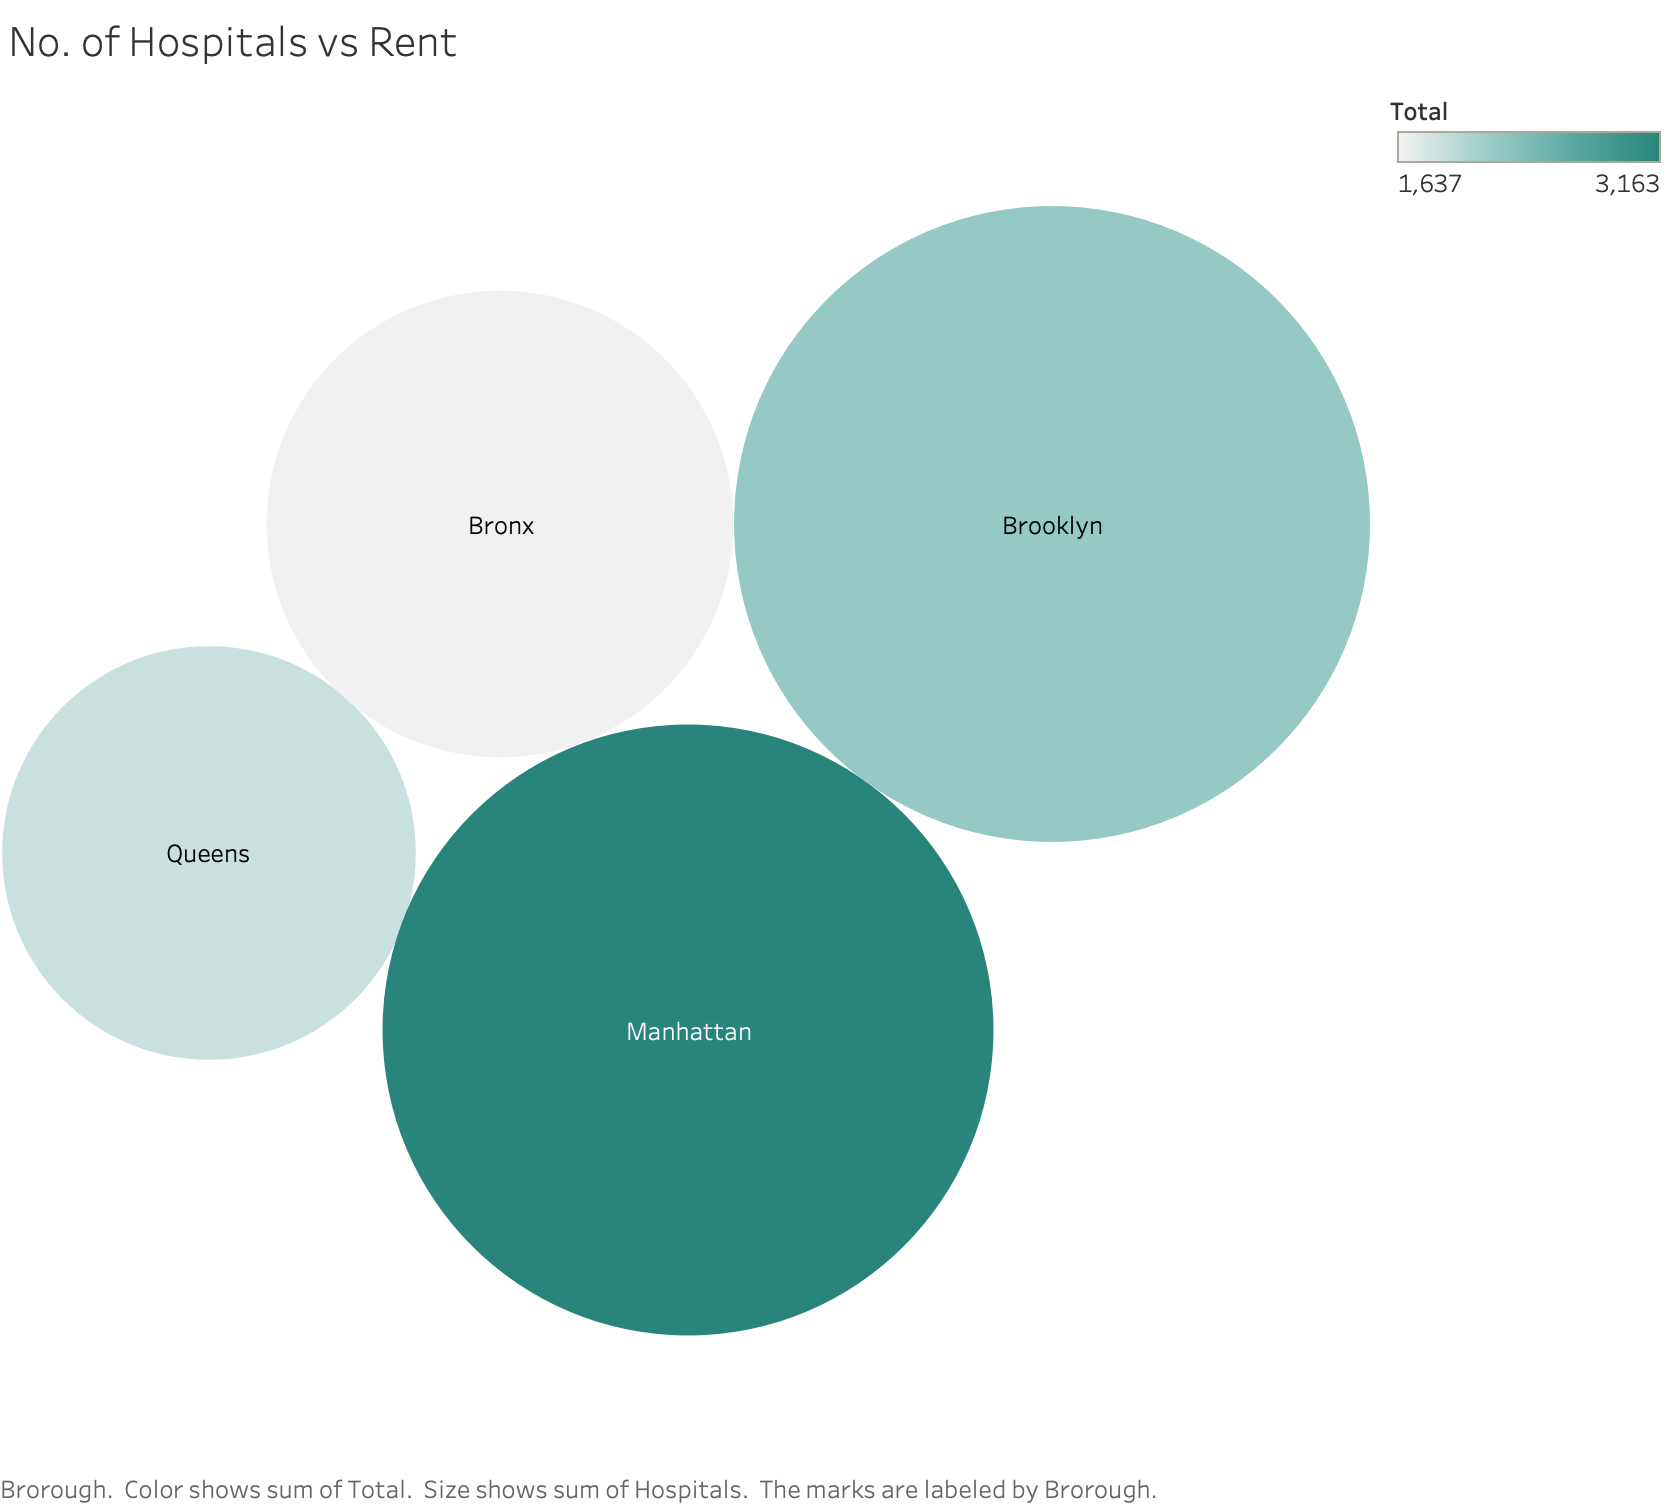 No. of Hospitals vs Rent
Total
1,637 3,163
Bronx
Brooklyn
Queens
Manhattan
Brorough.  Color shows sum of Total.  Size shows sum of Hospitals.  The marks are labeled by Brorough.